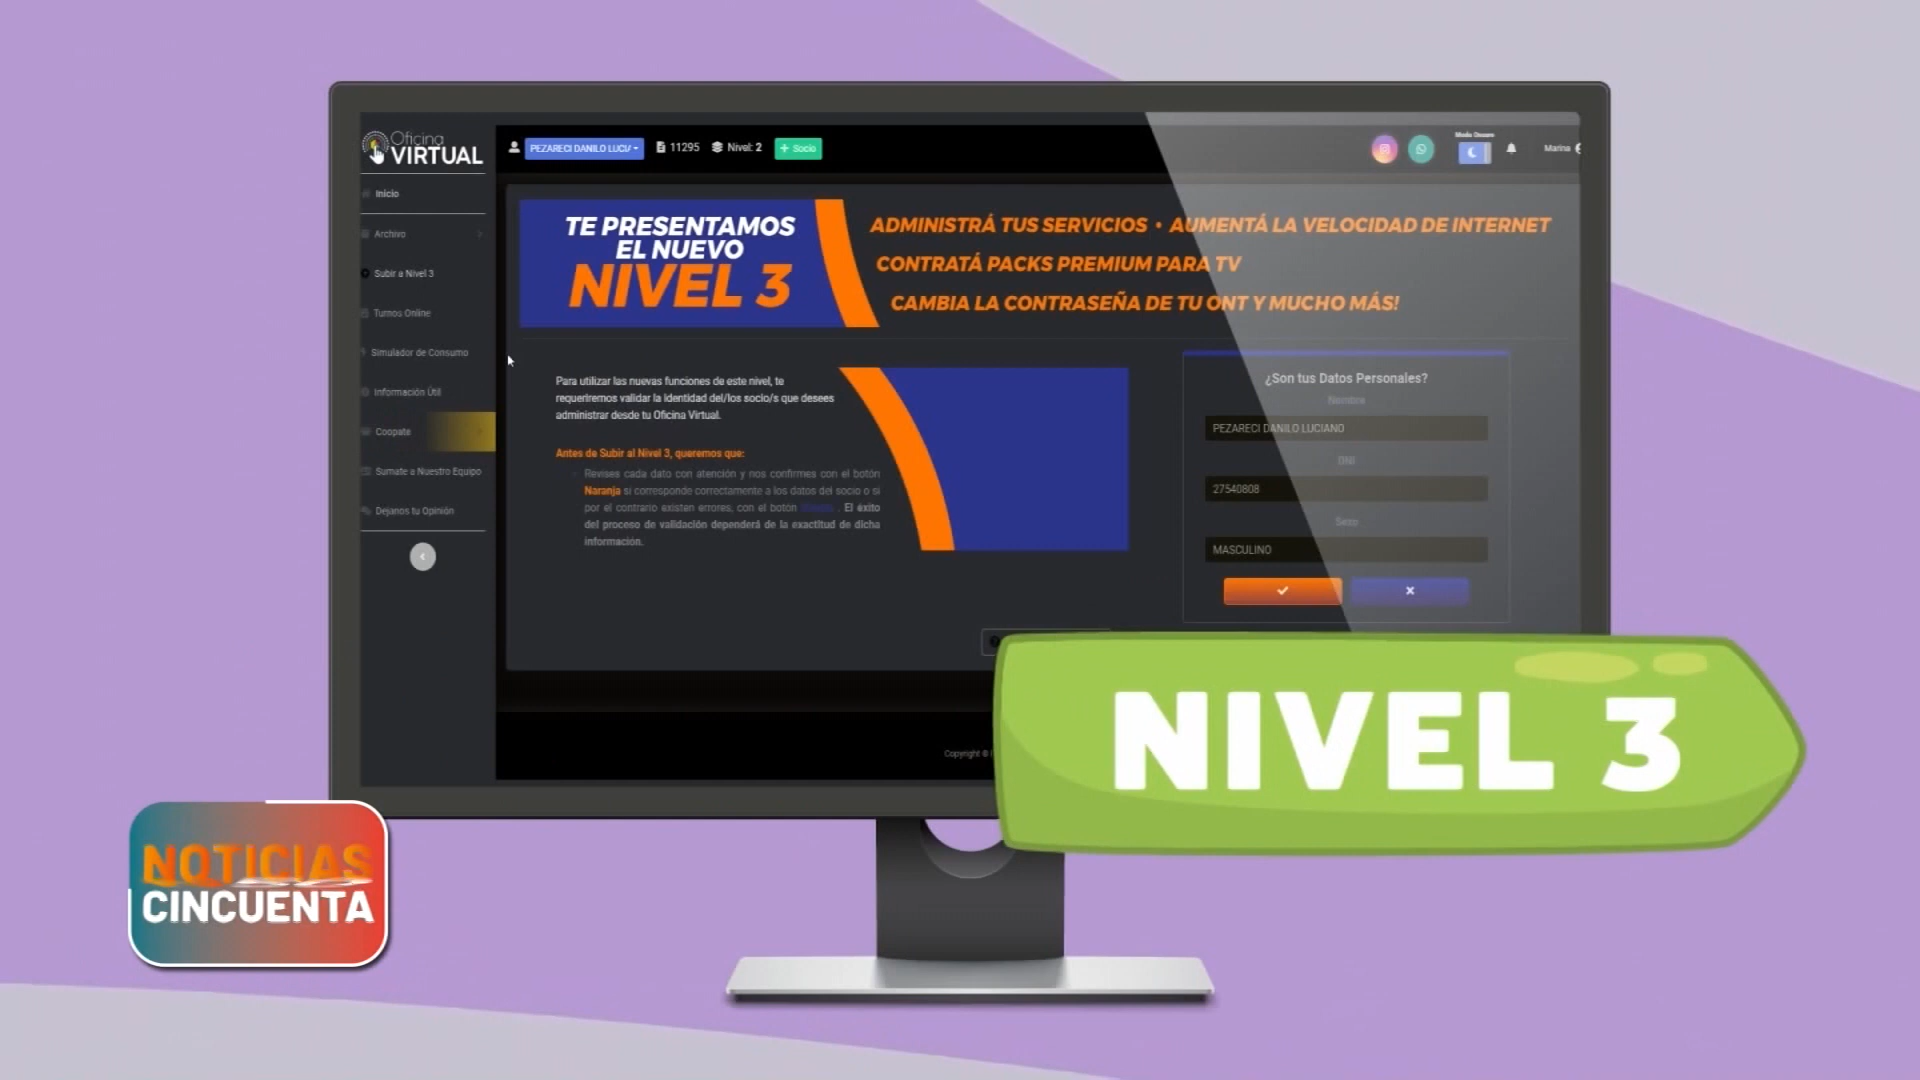 Oficina
VIRTUAL
PEZARECI DANILO LUCI
11295
Nivel: 2
+ Socio
Modo Oscuro
Marina
Inicio
Archivo
Subir a Nivel 3
Turnos Online
Simulador de Consumo
Información Útil
Coopate
Sumate a Nuestro Equipo
Dejanos tu Opinión
TE PRESENTAMOS
EL NUEVO
NIVEL 3
ADMINISTRÁ TUS SERVICIOS • AUMENTÁ LA VELOCIDAD DE INTERNET
CONTRATÁ PACKS PREMIUM PARA TV
CAMBIA LA CONTRASEÑA DE TU ONT Y MUCHO MÁS!
Para utilizar las nuevas funciones de este nivel, te
requeriremos validar la identidad del/los socio/s que desees
administrar desde tu Oficina Virtual.
Antes de Subir al Nivel 3, queremos que:
Revises cada dato con atención y nos confirmes con el botón
Naranja si corresponde correctamente a los datos del socio o si
por el contrario existen errores, con el botón . El éxito
del proceso de validación dependerá de la exactitud de dicha
información.
¿Son tus Datos Personales?
Nombre
PEZARECI DANILO LUCIANO
DNI
27540808
Sexo
MASCULINO
Copyright ©
NIVEL 3
NOTICIAS
CINCUENTA